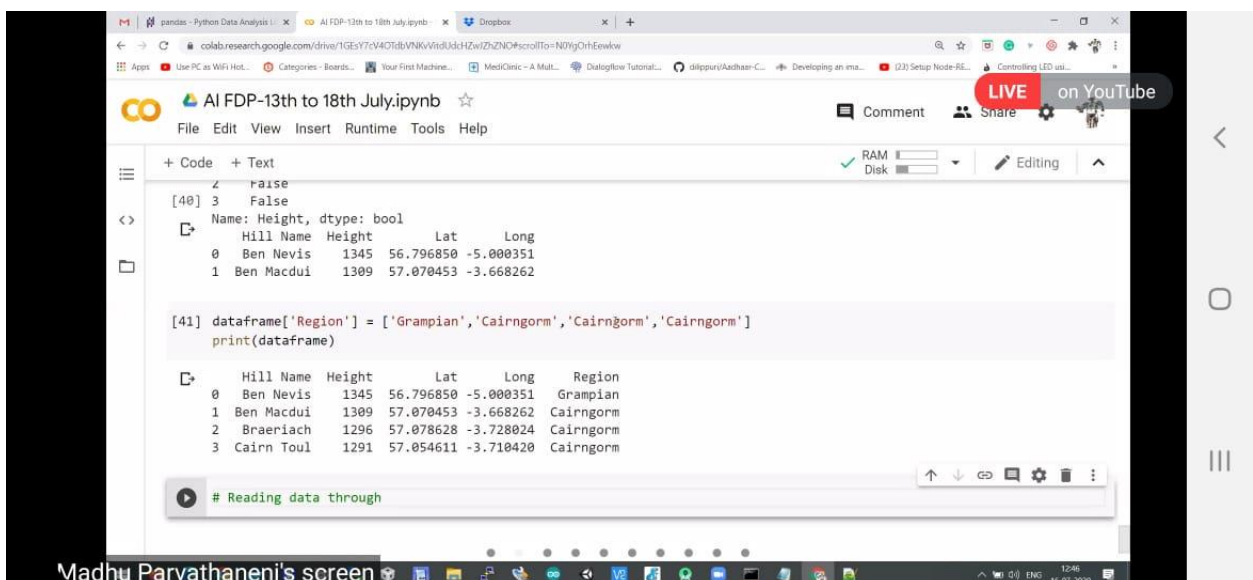 pandas - Python Data Analysis Li
AI FDP-13th to 18th July.ipynb -
Dropbox
colab.research.google.com/drive/
Apps Use PC as WiFi Hot... Categories - Boards... Your First Machine... MediClinic - A Mult... Dialogflow Tutorial:... dilippuri/Aadhaar-C... Developing an ima... (23) Setup Node-RE... Controlling LED usi... »
AI FDP-13th to 18th July.ipynb
LIVE on YouTube
Comment Share
File Edit View Insert Runtime Tools Help
+ Code + Text
RAM
Disk
Editing
2 False
[40] 3 False
Name: Height, dtype: bool
Hill Name Height Lat Long
0 Ben Nevis 1345 56.796850 -5.000351
1 Ben Macdui 1309 57.070453 -3.668262
[41] dataframe['Region'] = ['Grampian','Cairngorm','Cairngorm','Cairngorm']
print(dataframe)
Hill Name Height Lat Long Region
0 Ben Nevis 1345 56.796850 -5.000351 Grampian
1 Ben Macdui 1309 57.070453 -3.668262 Cairngorm
2 Braeriach 1296 57.078628 -3.728024 Cairngorm
3 Cairn Toul 1291 57.054611 -3.710420 Cairngorm
# Reading data through
Madhu Parvathaneni's screen
ENG
12:46